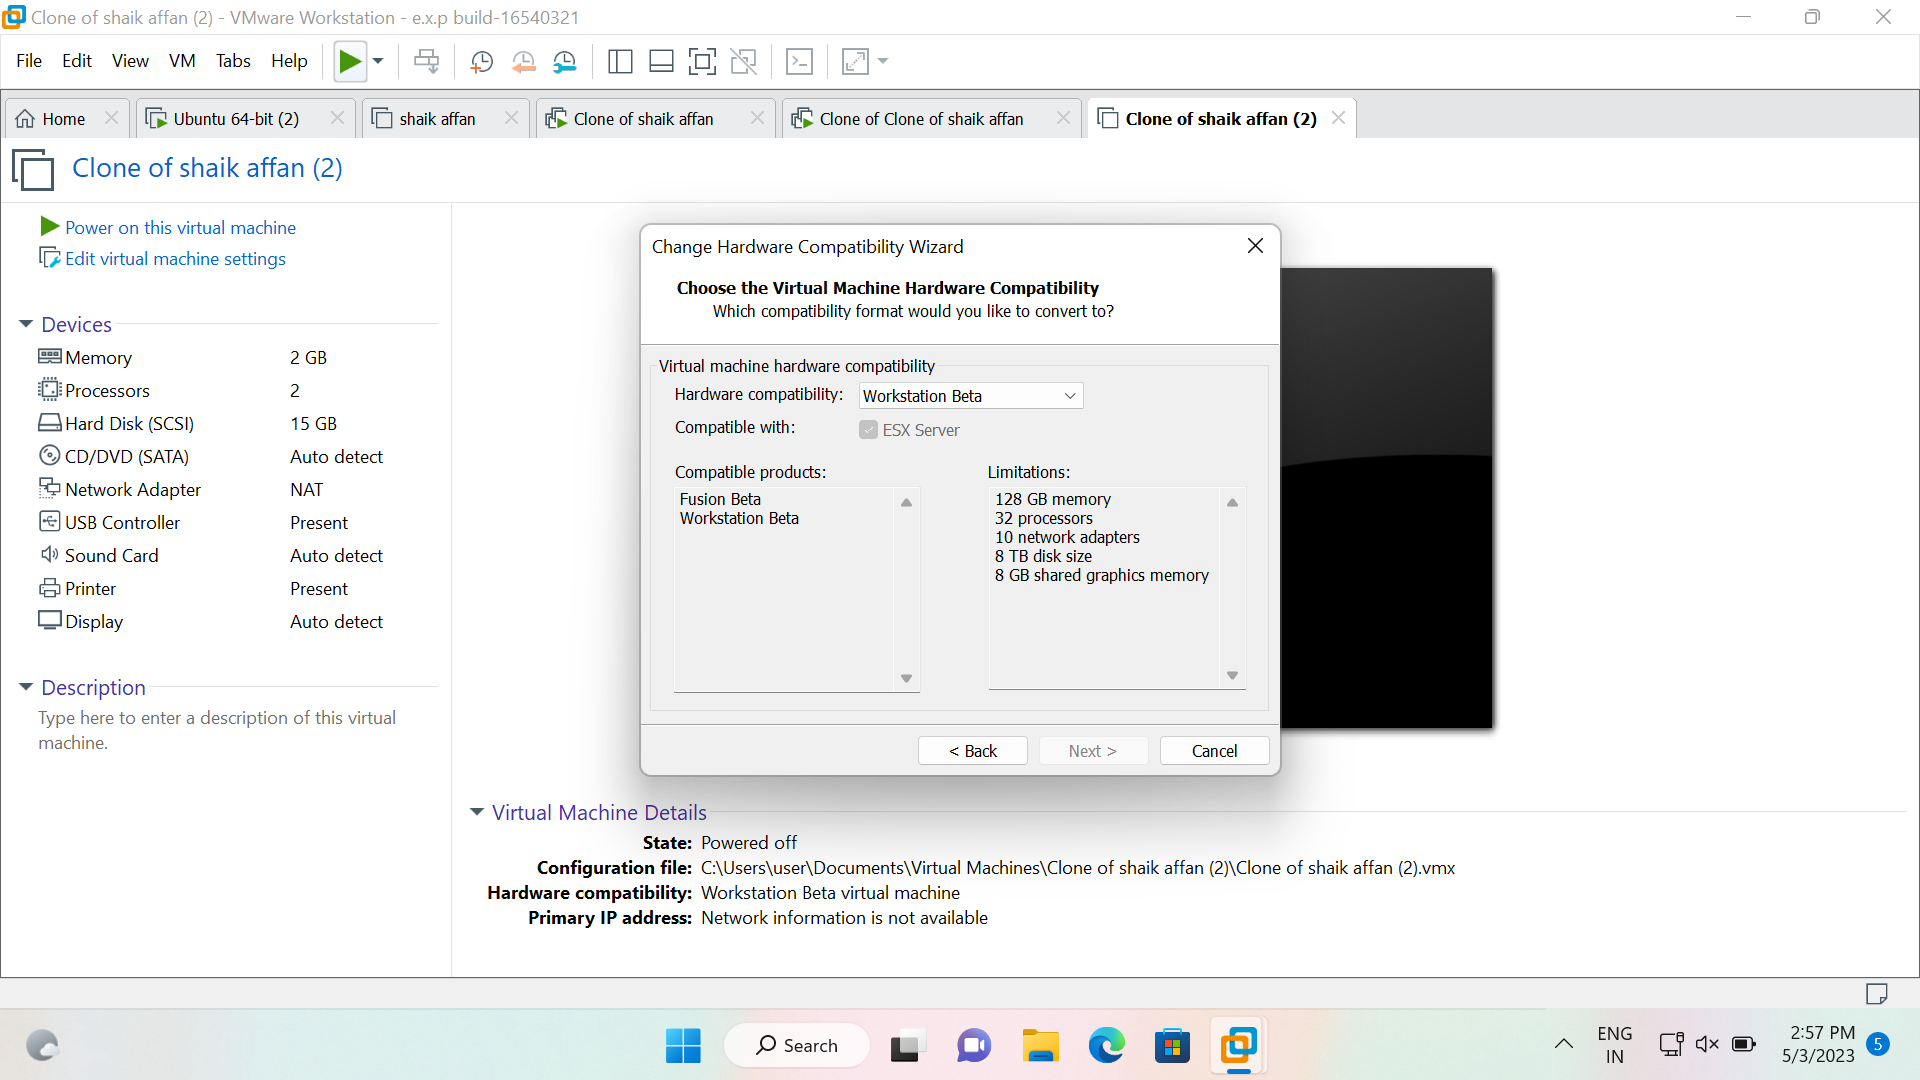 Clone of shaik affan (2) - VMware Workstation - e.x.p build-16540321
File Edit View VM Tabs Help
Home
Ubuntu 64-bit (2)
shaik affan
Clone of shaik affan
Clone of Clone of shaik affan
Clone of shaik affan (2)
Clone of shaik affan (2)
Power on this virtual machine
Edit virtual machine settings
Devices
Memory 2 GB
Processors 2
Hard Disk (SCSI) 15 GB
CD/DVD (SATA) Auto detect
Network Adapter NAT
USB Controller Present
Sound Card Auto detect
Printer Present
Display Auto detect
Description
Type here to enter a description of this virtual
machine.
Change Hardware Compatibility Wizard
Choose the Virtual Machine Hardware Compatibility
Which compatibility format would you like to convert to?
Virtual machine hardware compatibility
Hardware compatibility: Workstation Beta
Compatible with: ESX Server
Compatible products:
Fusion Beta
Workstation Beta
Limitations:
128 GB memory
32 processors
10 network adapters
8 TB disk size
8 GB shared graphics memory
< Back Next > Cancel
Virtual Machine Details
State: Powered off
Configuration file: C:\Users\user\Documents\Virtual Machines\Clone of shaik affan (2)\Clone of shaik affan (2).vmx
Hardware compatibility: Workstation Beta virtual machine
Primary IP address: Network information is not available
Search
ENG
IN
2:57 PM
5/3/2023
5